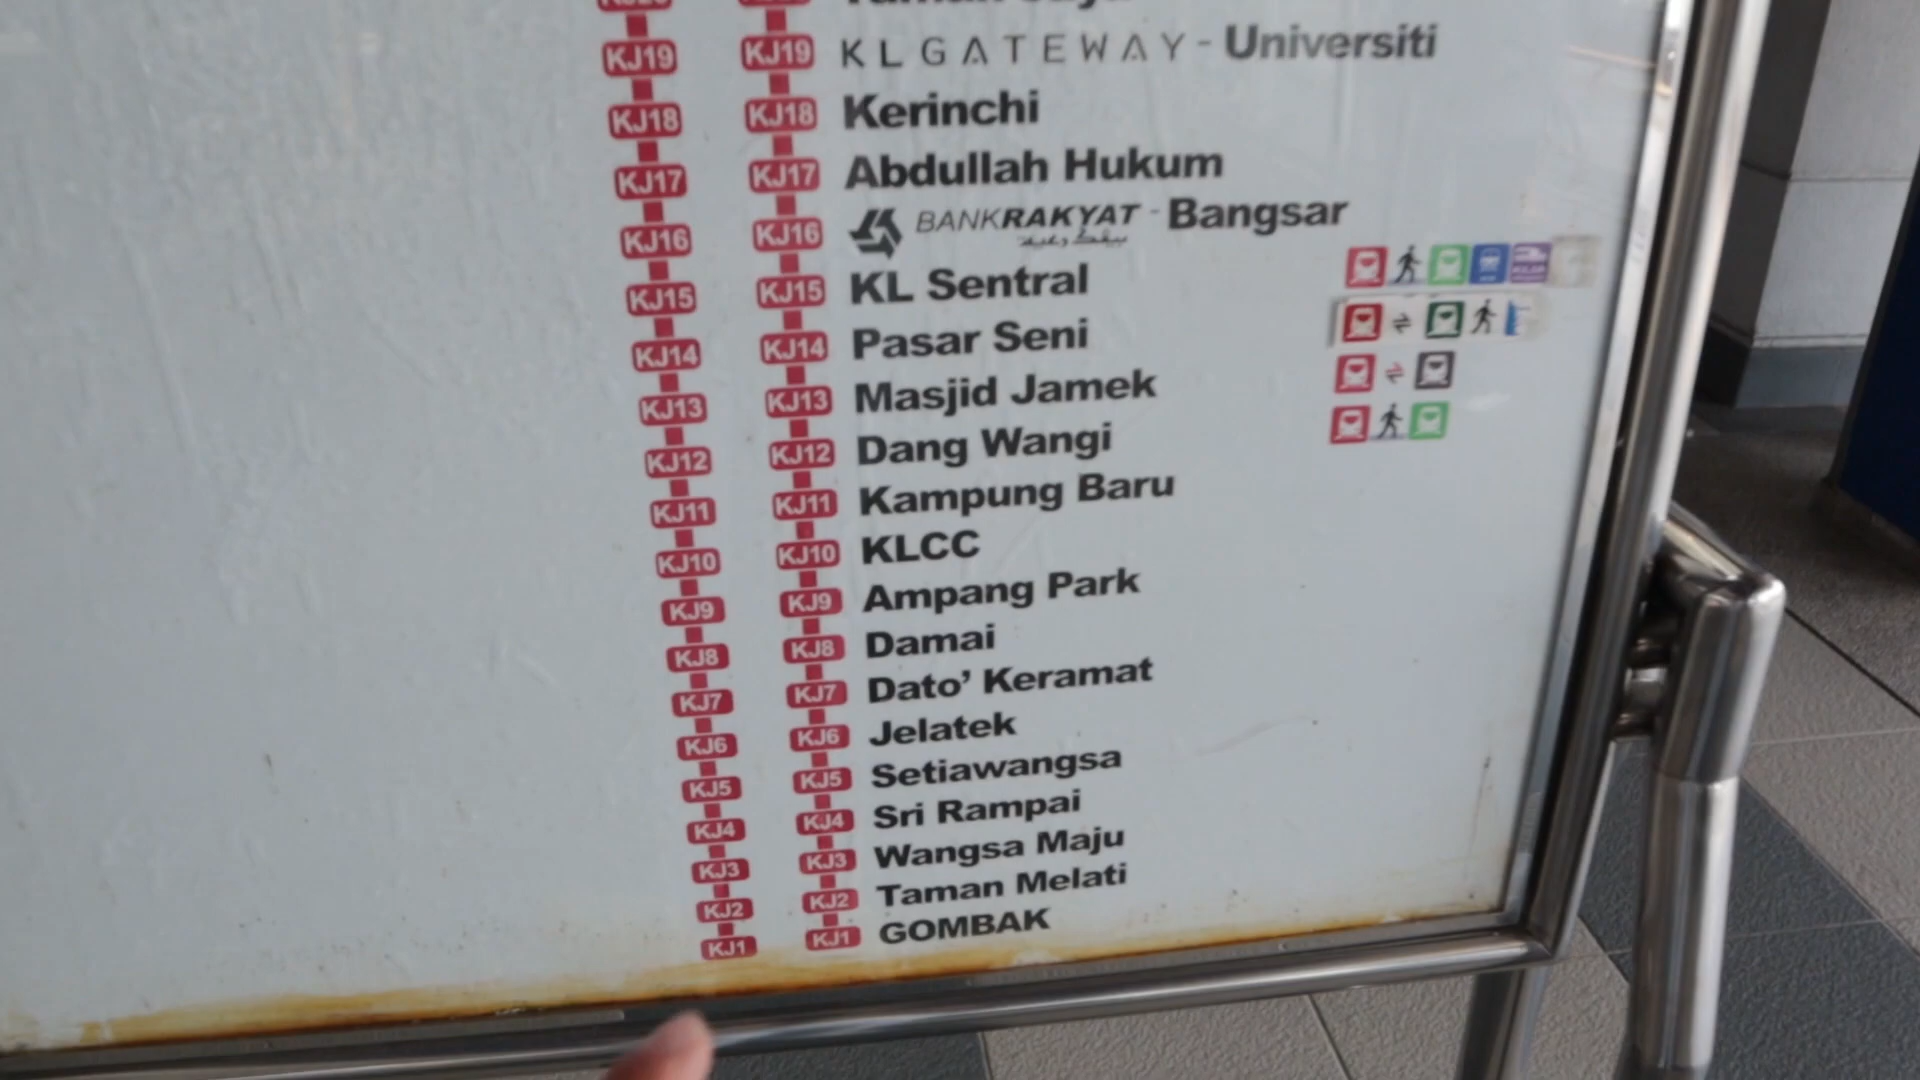 KJ19 KJ19 KL GATEWAY - Universiti
KJ18 KJ18 Kerinchi
KJ17 KJ17 Abdullah Hukum
KJ16 KJ16 BANKRAKYAT - Bangsar
KJ15 KJ15 KL Sentral
KJ14 KJ14 Pasar Seni
KJ13 KJ13 Masjid Jamek
KJ12 KJ12 Dang Wangi
KJ11 KJ11 Kampung Baru
KJ10 KJ10 KLCC
KJ9 KJ9 Ampang Park
KJ8 KJ8 Damai
KJ7 KJ7 Dato’ Keramat
KJ6 KJ6 Jelatek
KJ5 KJ5 Setiawangsa
KJ4 KJ4 Sri Rampai
KJ3 KJ3 Wangsa Maju
KJ2 KJ2 Taman Melati
KJ1 KJ1 GOMBAK